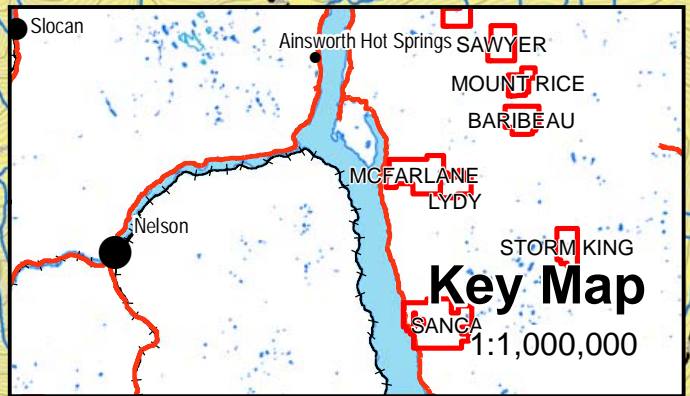 Slocan
Ainsworth Hot Springs
SAWYER
MOUNT RICE
BARIBEAU
MCFARLANE
LYDY
Nelson
STORM KING
Key Map
SANCA
1:1,000,000